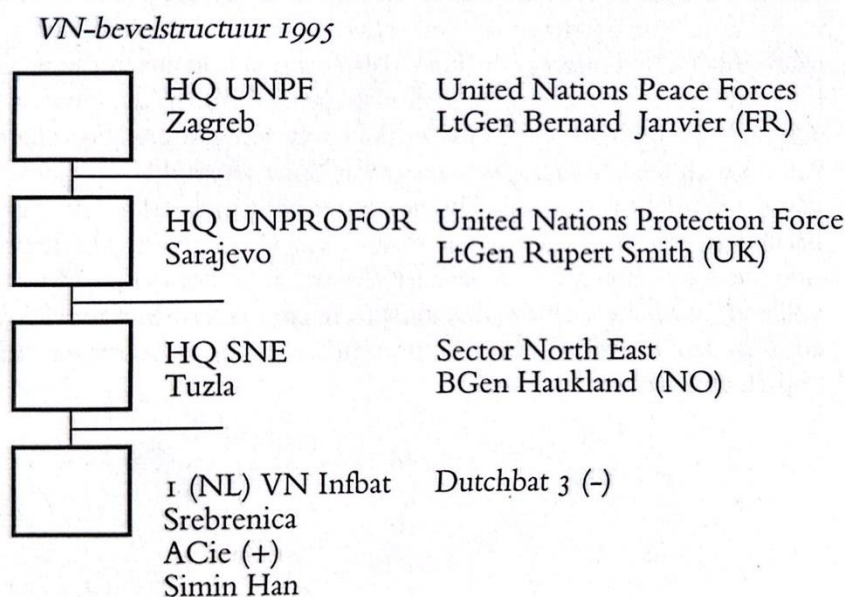 VN-bevelstructuur 1995
HQ UNPF United Nations Peace Forces
Zagreb LtGen Bernard Janvier (FR)
HQ UNPROFOR United Nations Protection Force
Sarajevo LtGen Rupert Smith (UK)
HQ SNE Sector North East
Tuzla BGen Haukland (NO)
1 (NL) VN Infbat Dutchbat 3 (-)
Srebrenica
ACie (+)
Simin Han